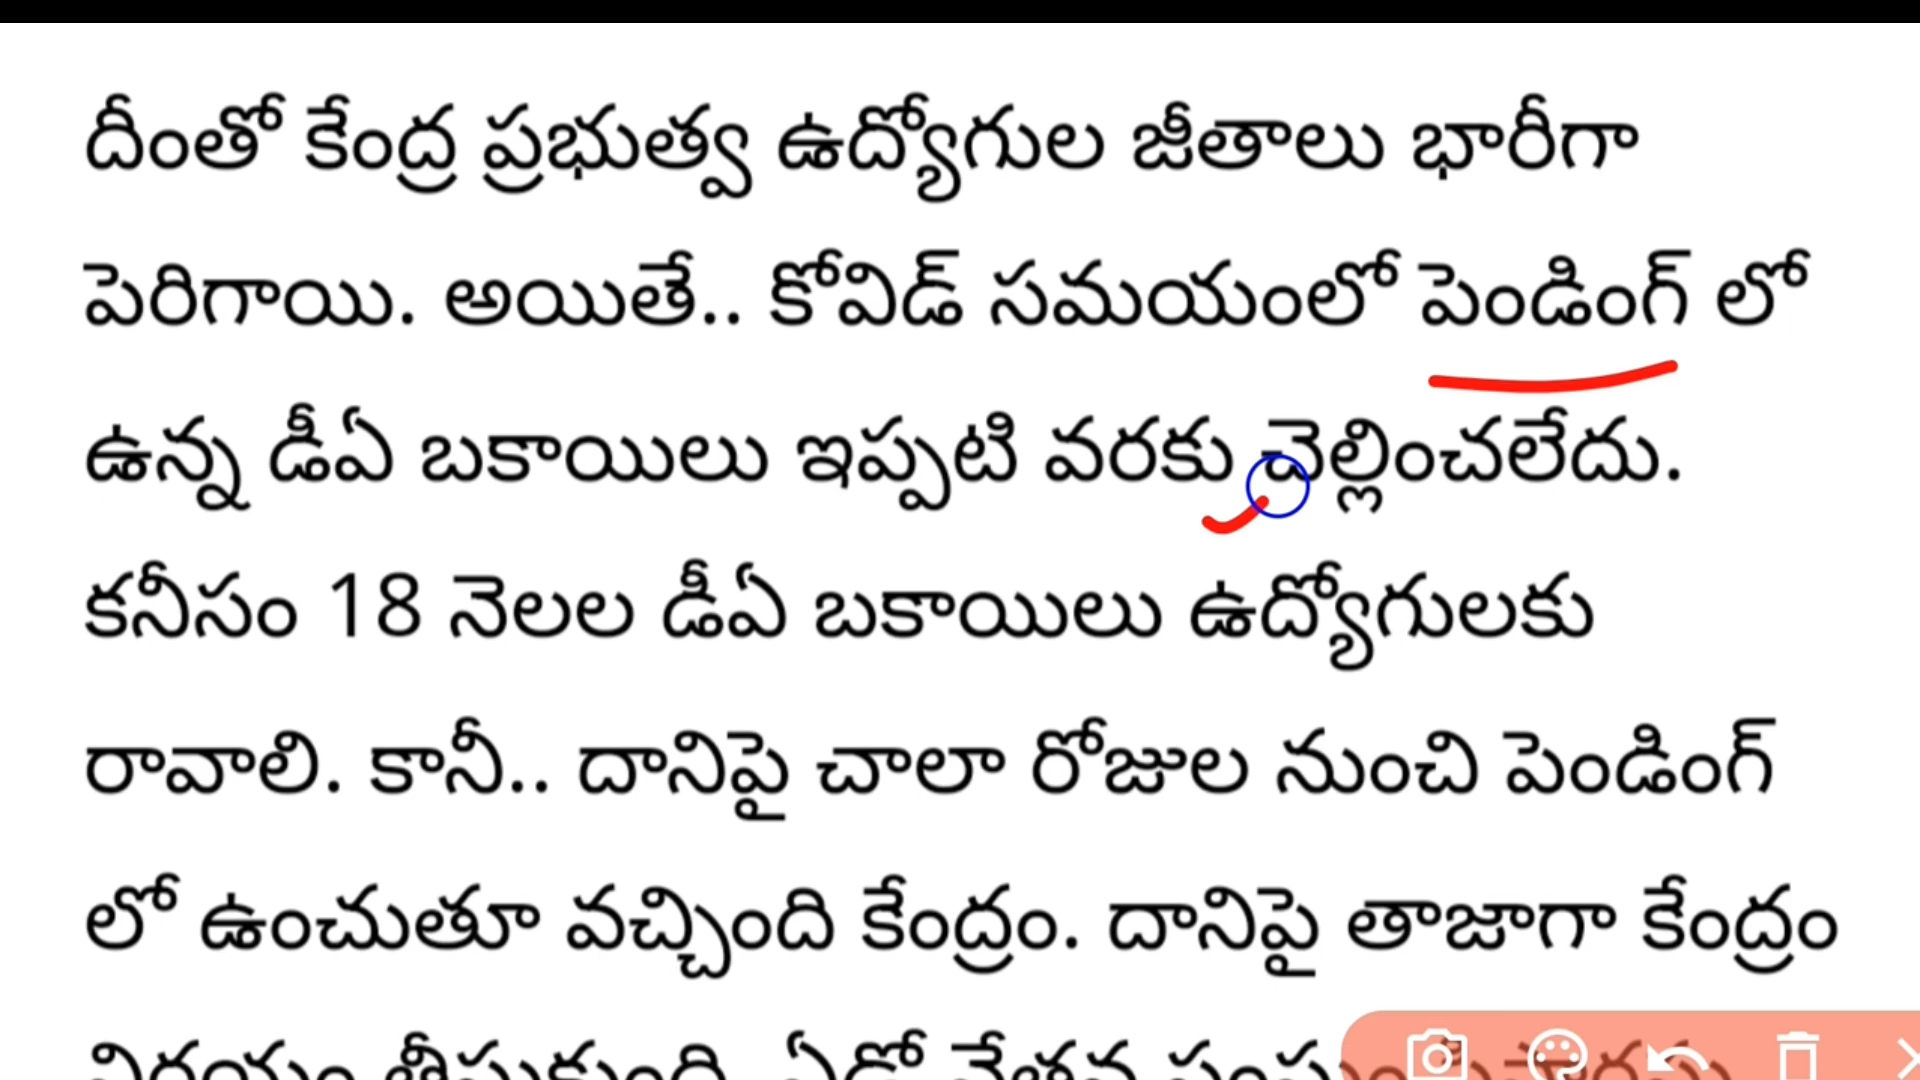 దీంతో కేంద్ర ప్రభుత్వ ఉద్యోగుల జీతాలు భారీగా
పెరిగాయి. అయితే.. కోవిడ్ సమయంలో పెండింగ్ లో
ఉన్న డీఏ బకాయిలు ఇప్పటి వరకు చెల్లించలేదు.
కనీసం 18 నెలల డీఏ బకాయిలు ఉద్యోగులకు
రావాలి. కానీ.. దానిపై చాలా రోజుల నుంచి పెండింగ్
లో ఉంచుతూ వచ్చింది కేంద్రం. దానిపై తాజాగా కేంద్రం